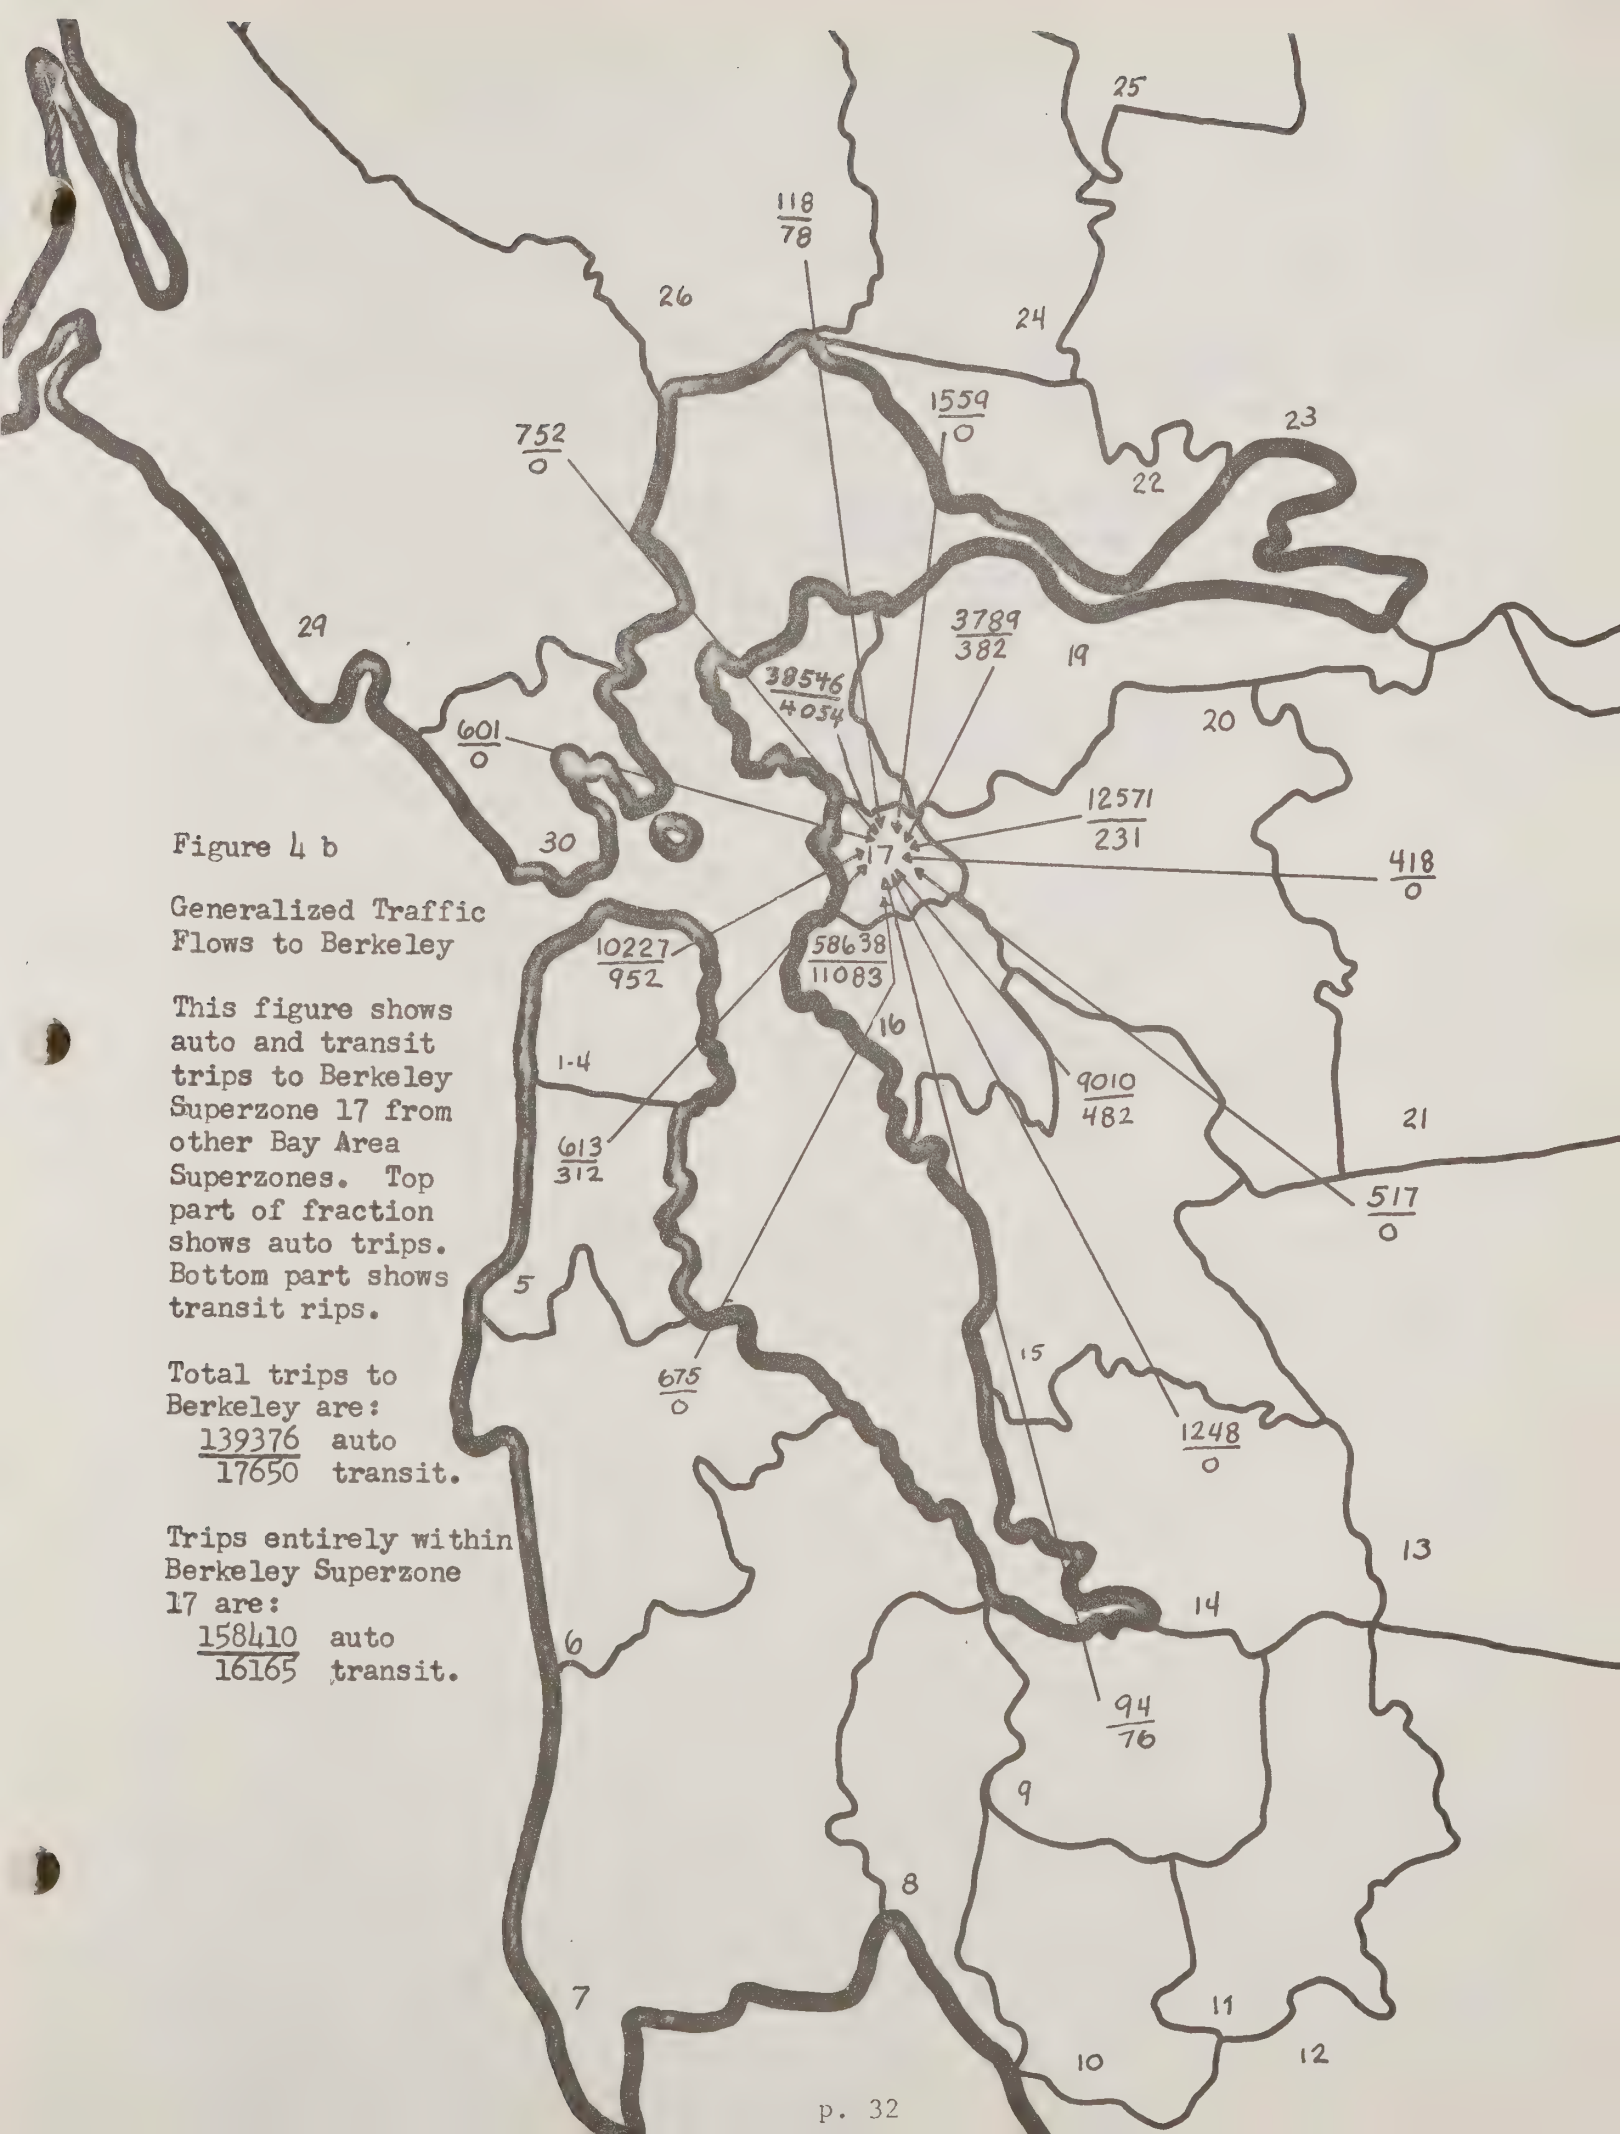 25
118
78
26
24
1559
0
23
752
0
22
29
3789
382
19
38546
4054
20
601
0
12571
231
30
17
418
0
Figure 4 b
Generalized Traffic
Flows to Berkeley
10227
952
58638
11083
This figure shows
auto and transit
trips to Berkeley
Superzone 17 from
other Bay Area
Superzones. Top
part of fraction
shows auto trips.
Bottom part shows
transit rips.
16
1-4
9010
482
21
613
312
517
0
5
15
675
0
1248
0
Total trips to
Berkeley are:
139376 auto
17650 transit.
Trips entirely within
Berkeley Superzone
17 are:
158410 auto
16165 transit.
13
14
6
94
76
9
8
7
11
10
12
p. 32